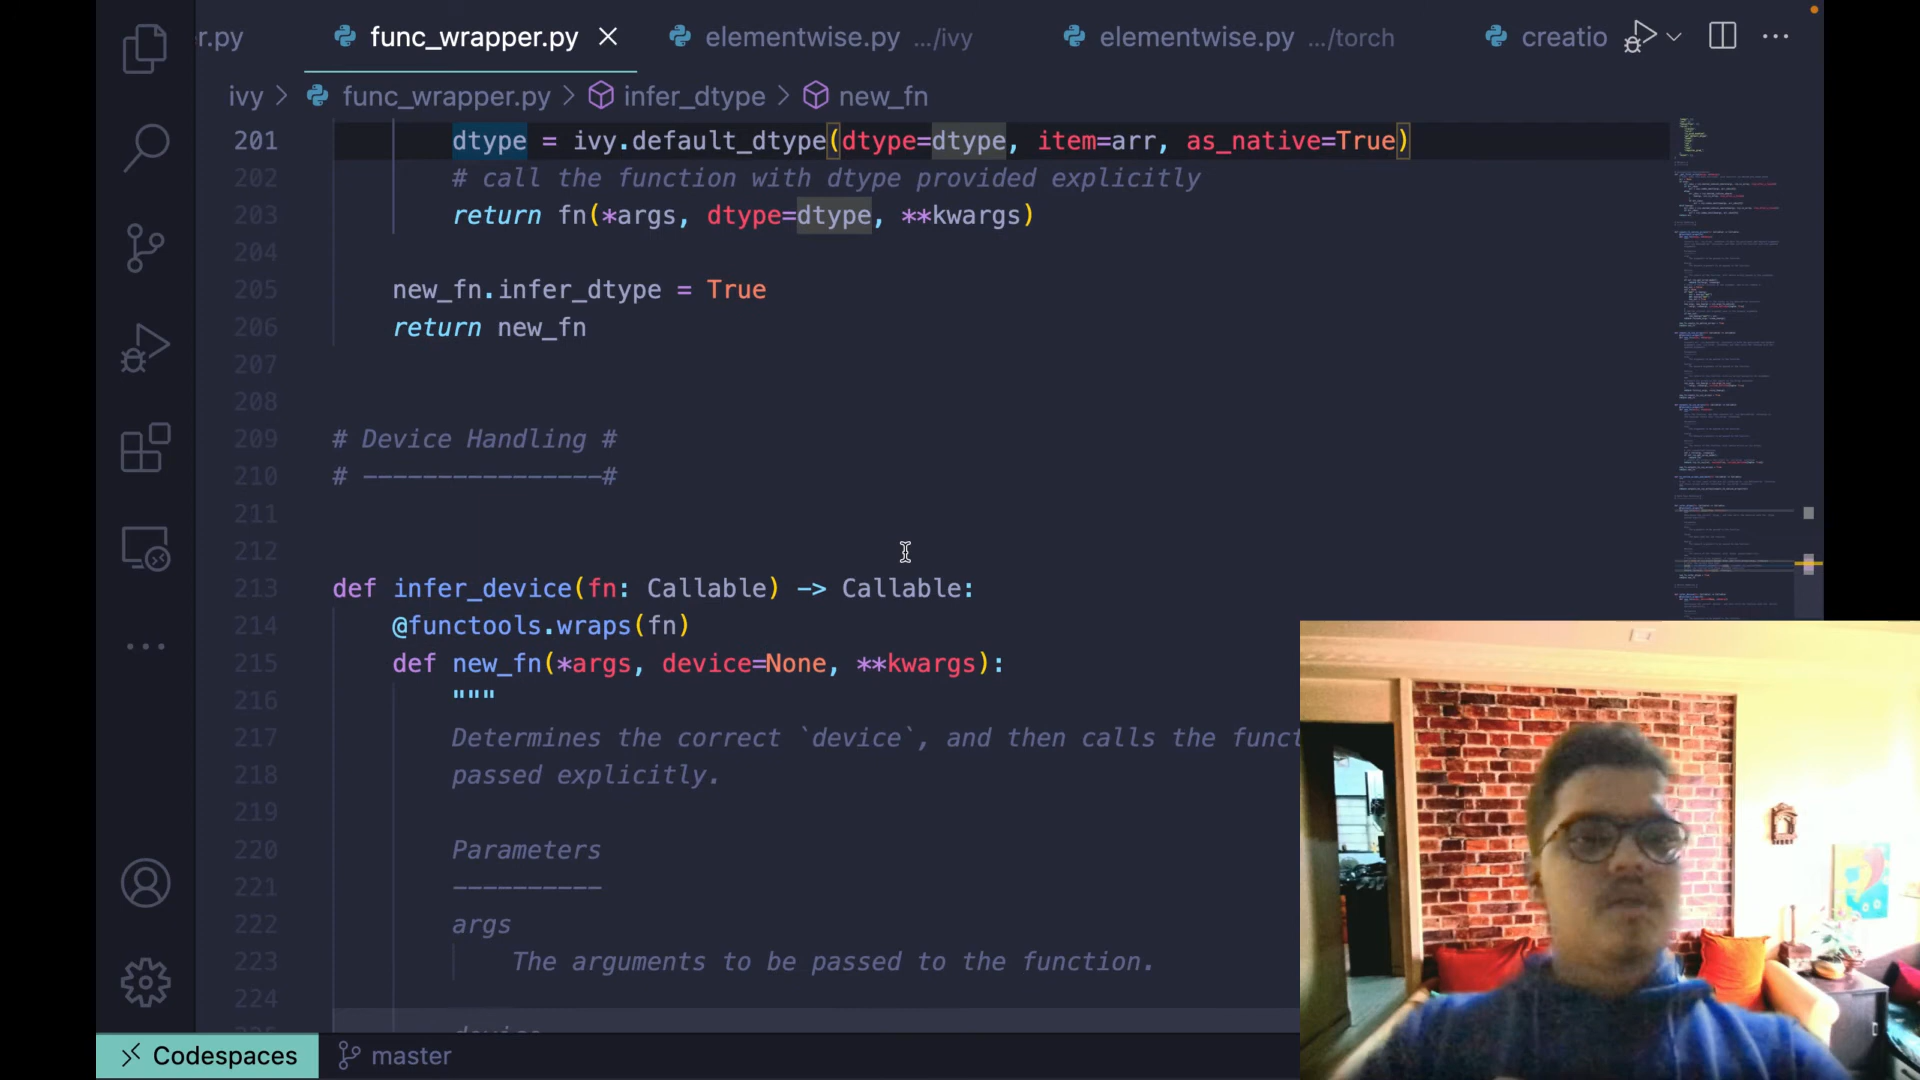 r.py
func_wrapper.py
elementwise.py .../ivy
elementwise.py .../torch
creatio
ivy > func_wrapper.py > infer_dtype > new_fn
201 dtype = ivy.default_dtype(dtype=dtype, item=arr, as_native=True)
202 # call the function with dtype provided explicitly
203 return fn(*args, dtype=dtype, **kwargs)
204
205 new_fn.infer_dtype = True
206 return new_fn
207
208
209 # Device Handling #
210 # ----------------#
211
212
213 def infer_device(fn: Callable) -> Callable:
214 @functools.wraps(fn)
215 def new_fn(*args, device=None, **kwargs):
216 """
217 Determines the correct `device`, and then calls the funct
218 passed explicitly.
219
220 Parameters
221 ----------
222 args
223 The arguments to be passed to the function.
224
device
Codespaces
master